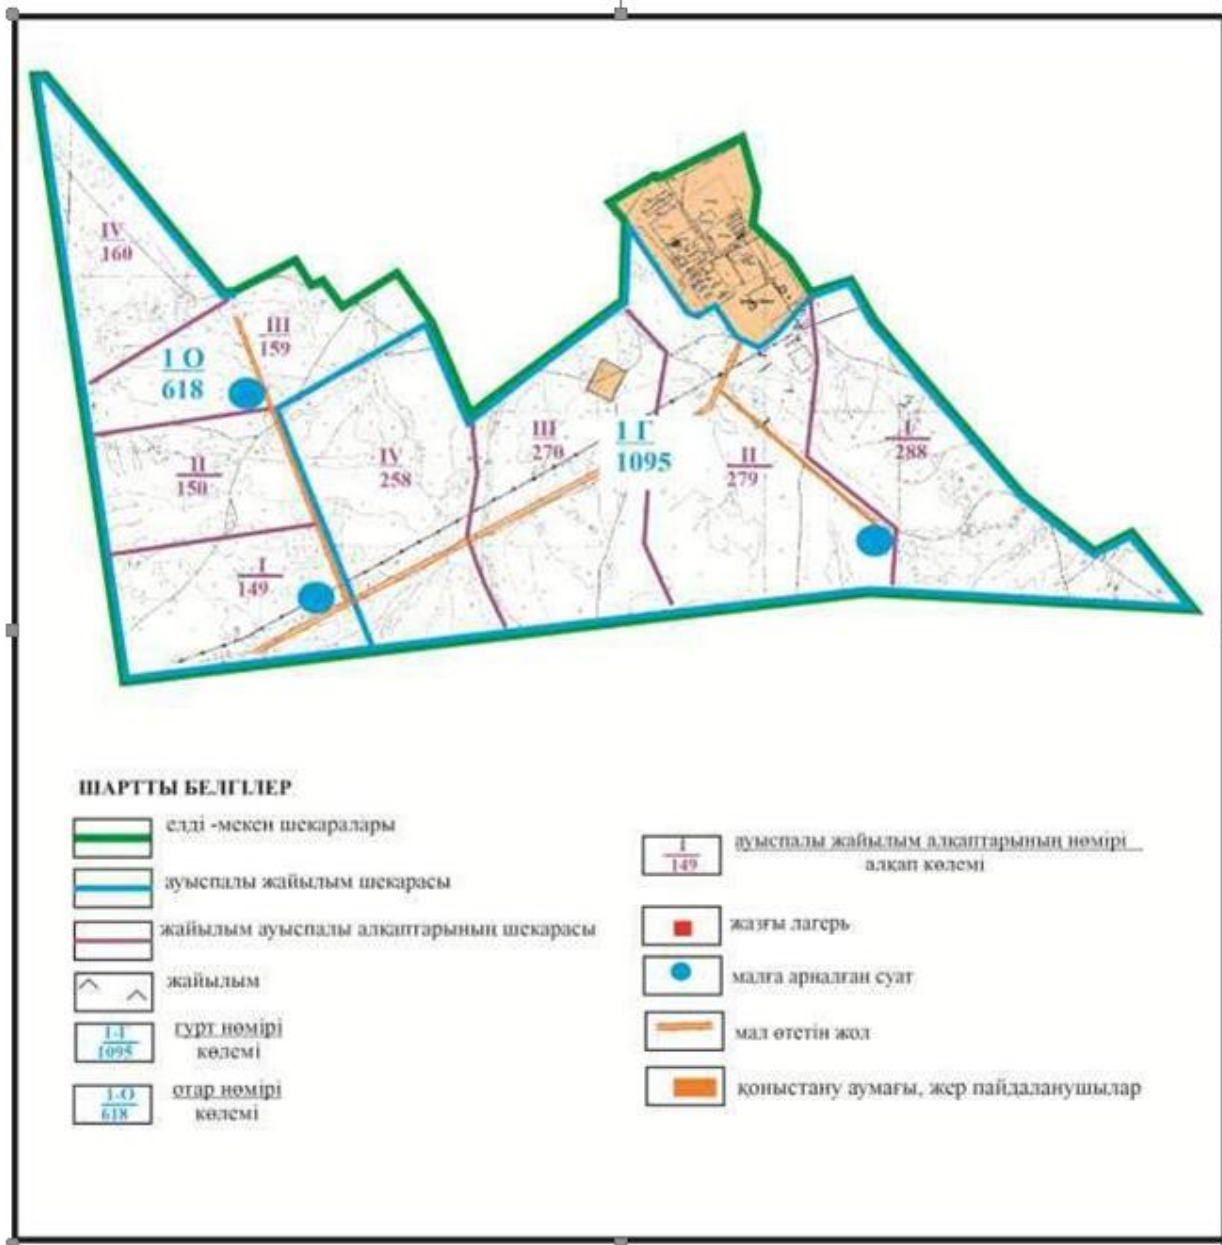 IV
160
III
159
1 О
618
II
150
I
149
IV
258
III
270
1 Г
1095
II
279
I
288
ШАРТТЫ БЕЛГІЛЕР
елді -мекен шекаралары
ауыспалы жайылым шекарасы
жайылым ауыспалы алқаптарының шекарасы
жайылым
1-Г
1095
гурт нөмірі
көлемі
1-О
618
отар нөмірі
көлемі
I
149
ауыспалы жайылым алқаптарының нөмірі
алқап көлемі
жазғы лагерь
малға арналған суат
мал өтетін жол
қоныстану аумағы, жер пайдаланушылар